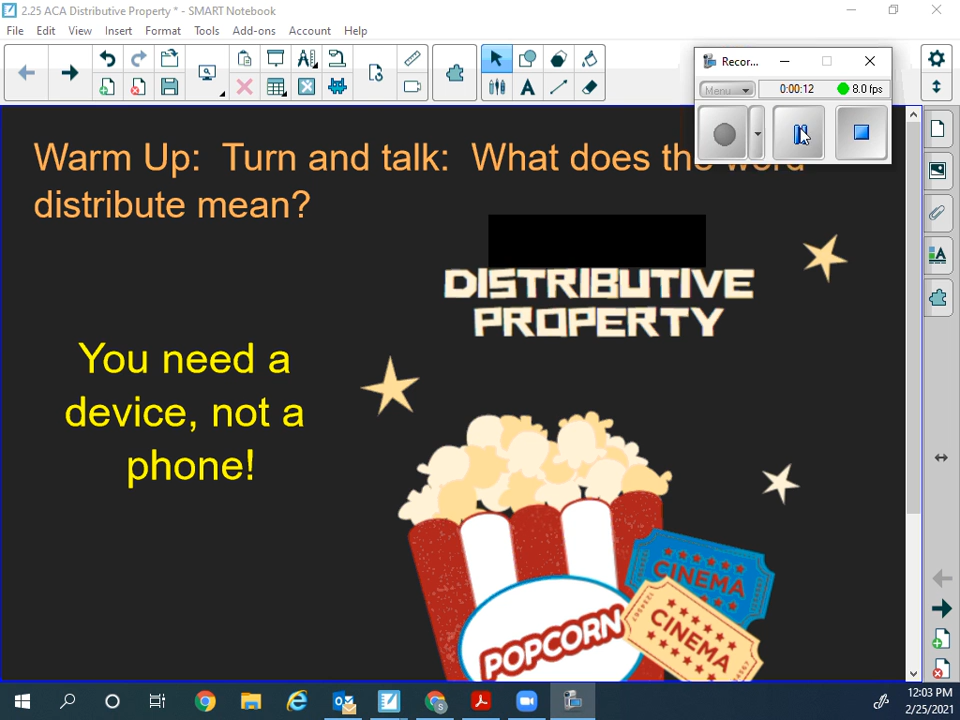 2.25 ACA Distributive Property * - SMART Notebook
File Edit View Insert Format Tools Add-ons Account Help
Recor...
Menu 0:00:12 8.0 fps
Warm Up: Turn and talk: What does the word
distribute mean?
DISTRIBUTIVE
PROPERTY
You need a
device, not a
phone!
CINEMA
CINEMA
POPCORN
12:03 PM
2/25/2021